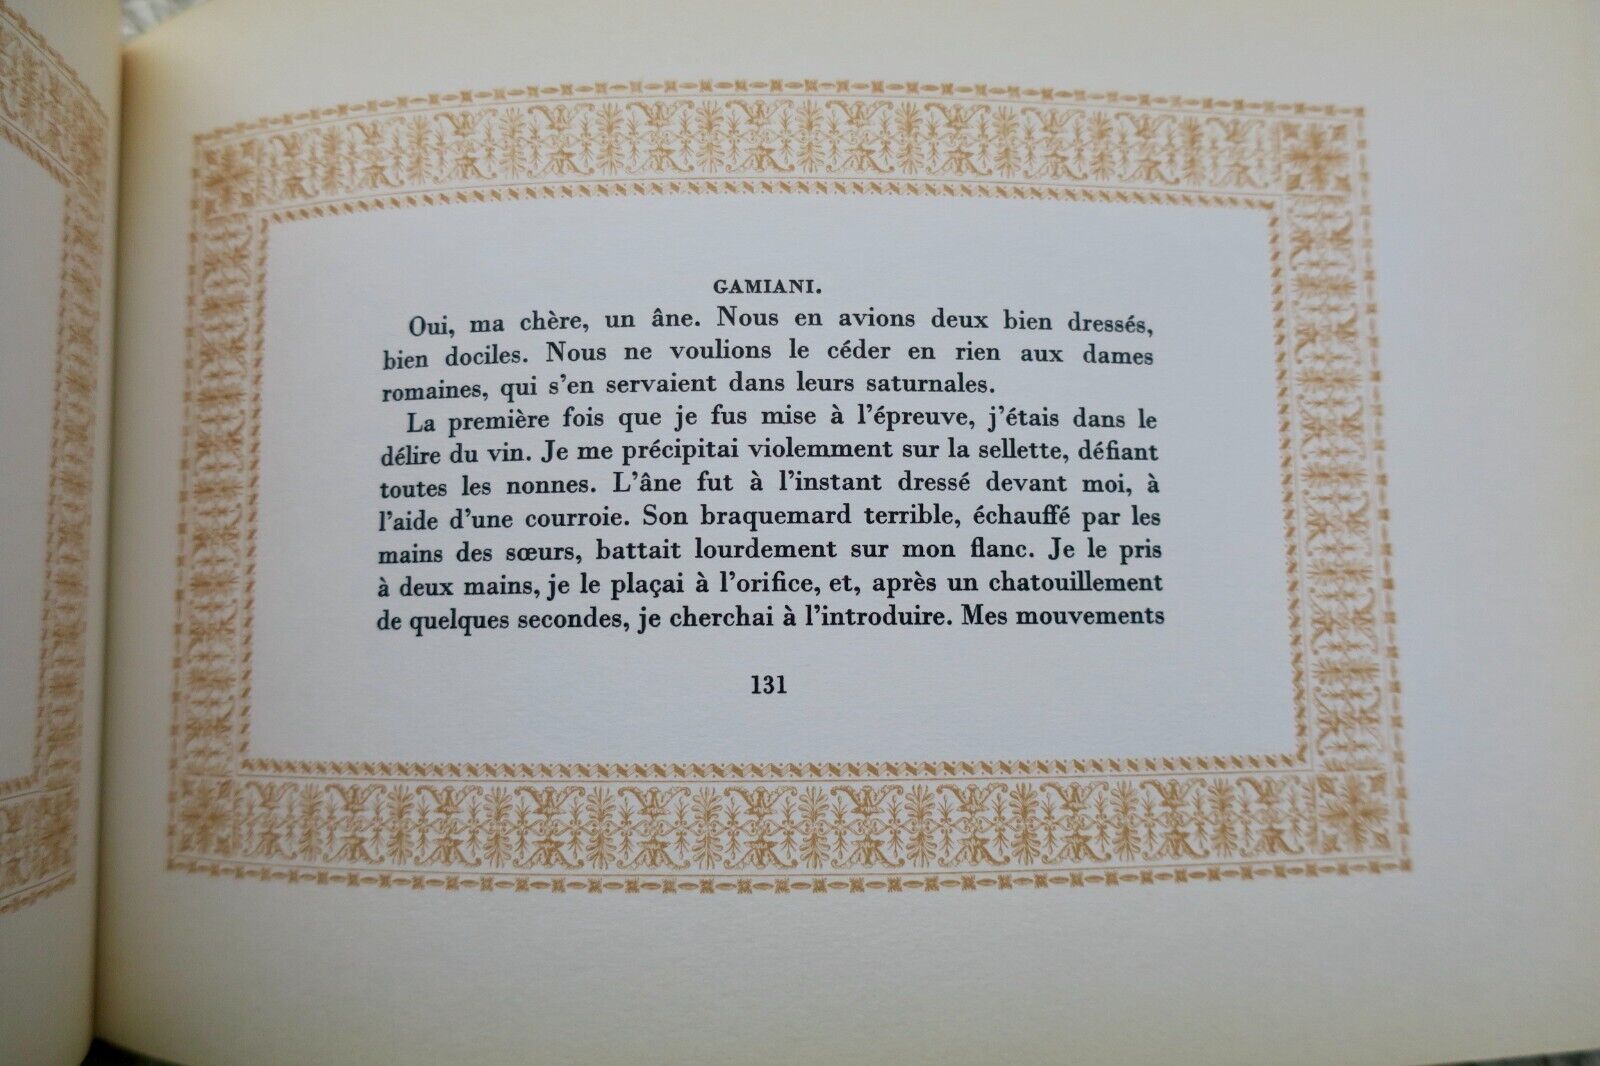 GAMIANI.
Oui, ma chère, un âne. Nous en avions deux bien dressés,
bien dociles. Nous ne voulions le céder en rien aux dames
romaines, qui s'en servaient dans leurs saturnales.
La première fois que je fus mise à l'épreuve, j'étais dans le
délire du vin. Je me précipitai violemment sur la sellette, défiant
toutes les nonnes. L'âne fut à l'instant dressé devant moi, à
l'aide d'une courroie. Son braquemard terrible, échauffé par les
mains des sœurs, battait lourdement sur mon flanc. Je le pris
à deux mains, je le plaçai à l'orifice, et, après un chatouillement
de quelques secondes, je cherchai à l'introduire. Mes mouvements
131